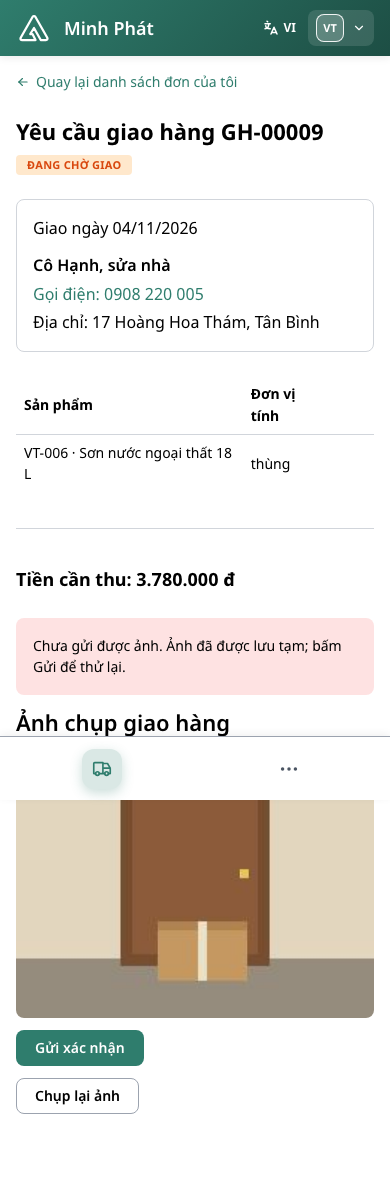 Minh Phát
VI
VT
Quay lại danh sách đơn của tôi
Yêu cầu giao hàng GH-00009
ĐANG CHỜ GIAO
Giao ngày 04/11/2026
Cô Hạnh, sửa nhà
Gọi điện: 0908 220 005
Địa chỉ: 17 Hoàng Hoa Thám, Tân Bình
Sản phẩm
Đơn vị
tính
VT-006 · Sơn nước ngoại thất 18
L
thùng
Tiền cần thu: 3.780.000 đ
Chưa gửi được ảnh. Ảnh đã được lưu tạm; bấm
Gửi để thử lại.
Ảnh chụp giao hàng
Gửi xác nhận
Chụp lại ảnh